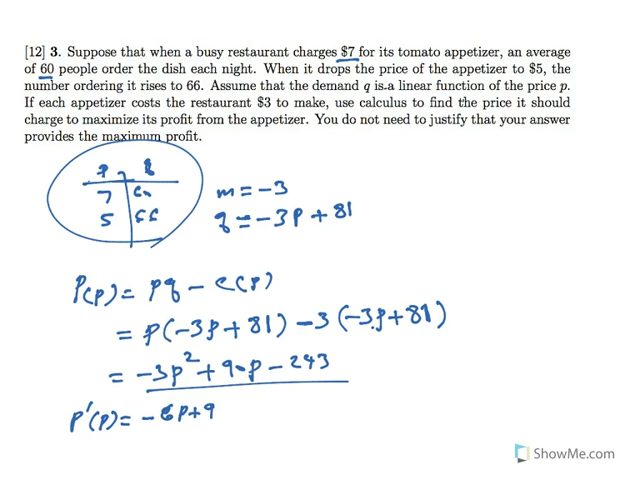 [12] 3. Suppose that when a busy restaurant charges $7 for its tomato appetizer, an average
of 60 people order the dish each night. When it drops the price of the appetizer to $5, the
number ordering it rises to 66. Assume that the demand q is a linear function of the price p.
If each appetizer costs the restaurant $3 to make, use calculus to find the price it should
charge to maximize its profit from the appetizer. You do not need to justify that your answer
provides the maximum profit.
P q
7 60
5 66
m = -3
q = -3P + 81
P(p) = pq - c(p)
= p(-3p + 81) - 3(-3p + 81)
= -3p² + 90p - 243
P'(p) = -6p + 9
ShowMe.com